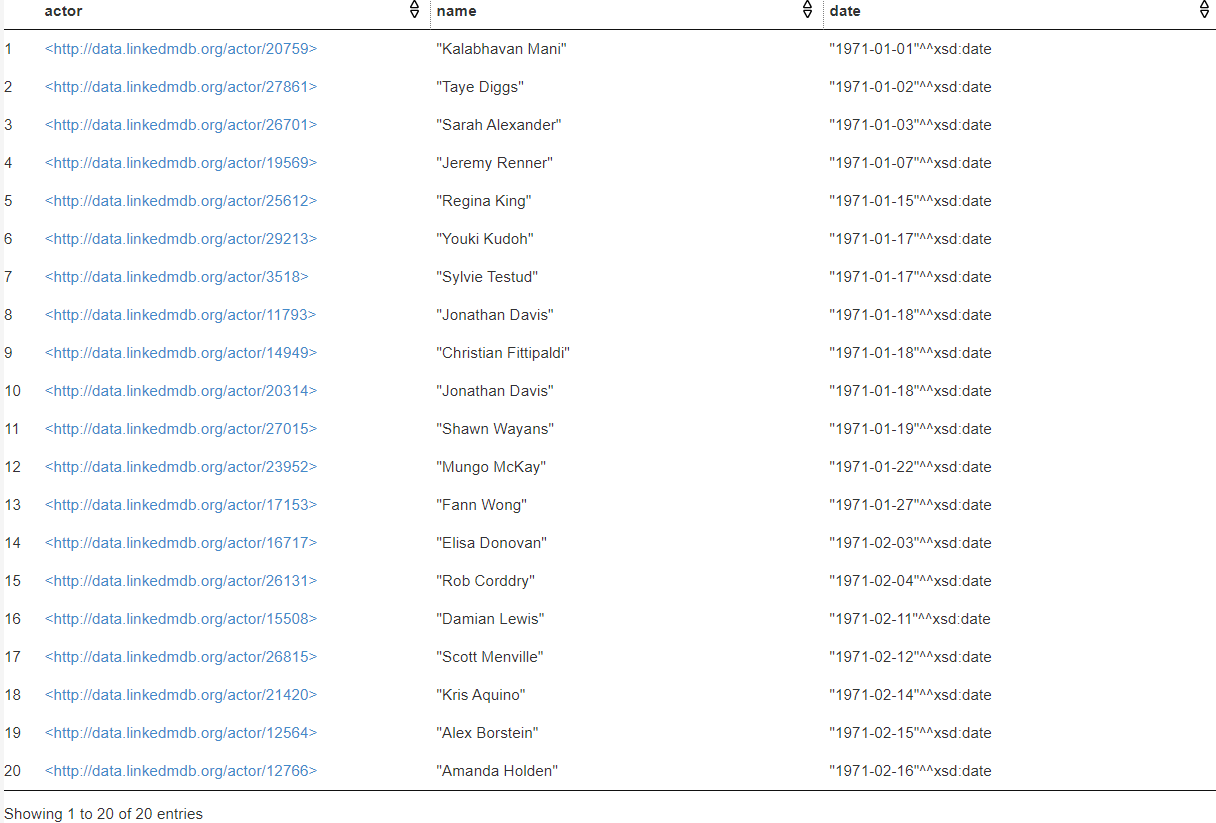 actor name date
1 <http://data.linkedmdb.org/actor/20759> "Kalabhavan Mani" "1971-01-01"^^xsd:date
2 <http://data.linkedmdb.org/actor/27861> "Taye Diggs" "1971-01-02"^^xsd:date
3 <http://data.linkedmdb.org/actor/26701> "Sarah Alexander" "1971-01-03"^^xsd:date
4 <http://data.linkedmdb.org/actor/19569> "Jeremy Renner" "1971-01-07"^^xsd:date
5 <http://data.linkedmdb.org/actor/25612> "Regina King" "1971-01-15"^^xsd:date
6 <http://data.linkedmdb.org/actor/29213> "Youki Kudoh" "1971-01-17"^^xsd:date
7 <http://data.linkedmdb.org/actor/3518> "Sylvie Testud" "1971-01-17"^^xsd:date
8 <http://data.linkedmdb.org/actor/11793> "Jonathan Davis" "1971-01-18"^^xsd:date
9 <http://data.linkedmdb.org/actor/14949> "Christian Fittipaldi" "1971-01-18"^^xsd:date
10 <http://data.linkedmdb.org/actor/20314> "Jonathan Davis" "1971-01-18"^^xsd:date
11 <http://data.linkedmdb.org/actor/27015> "Shawn Wayans" "1971-01-19"^^xsd:date
12 <http://data.linkedmdb.org/actor/23952> "Mungo McKay" "1971-01-22"^^xsd:date
13 <http://data.linkedmdb.org/actor/17153> "Fann Wong" "1971-01-27"^^xsd:date
14 <http://data.linkedmdb.org/actor/16717> "Elisa Donovan" "1971-02-03"^^xsd:date
15 <http://data.linkedmdb.org/actor/26131> "Rob Corddry" "1971-02-04"^^xsd:date
16 <http://data.linkedmdb.org/actor/15508> "Damian Lewis" "1971-02-11"^^xsd:date
17 <http://data.linkedmdb.org/actor/26815> "Scott Menville" "1971-02-12"^^xsd:date
18 <http://data.linkedmdb.org/actor/21420> "Kris Aquino" "1971-02-14"^^xsd:date
19 <http://data.linkedmdb.org/actor/12564> "Alex Borstein" "1971-02-15"^^xsd:date
20 <http://data.linkedmdb.org/actor/12766> "Amanda Holden" "1971-02-16"^^xsd:date
Showing 1 to 20 of 20 entries